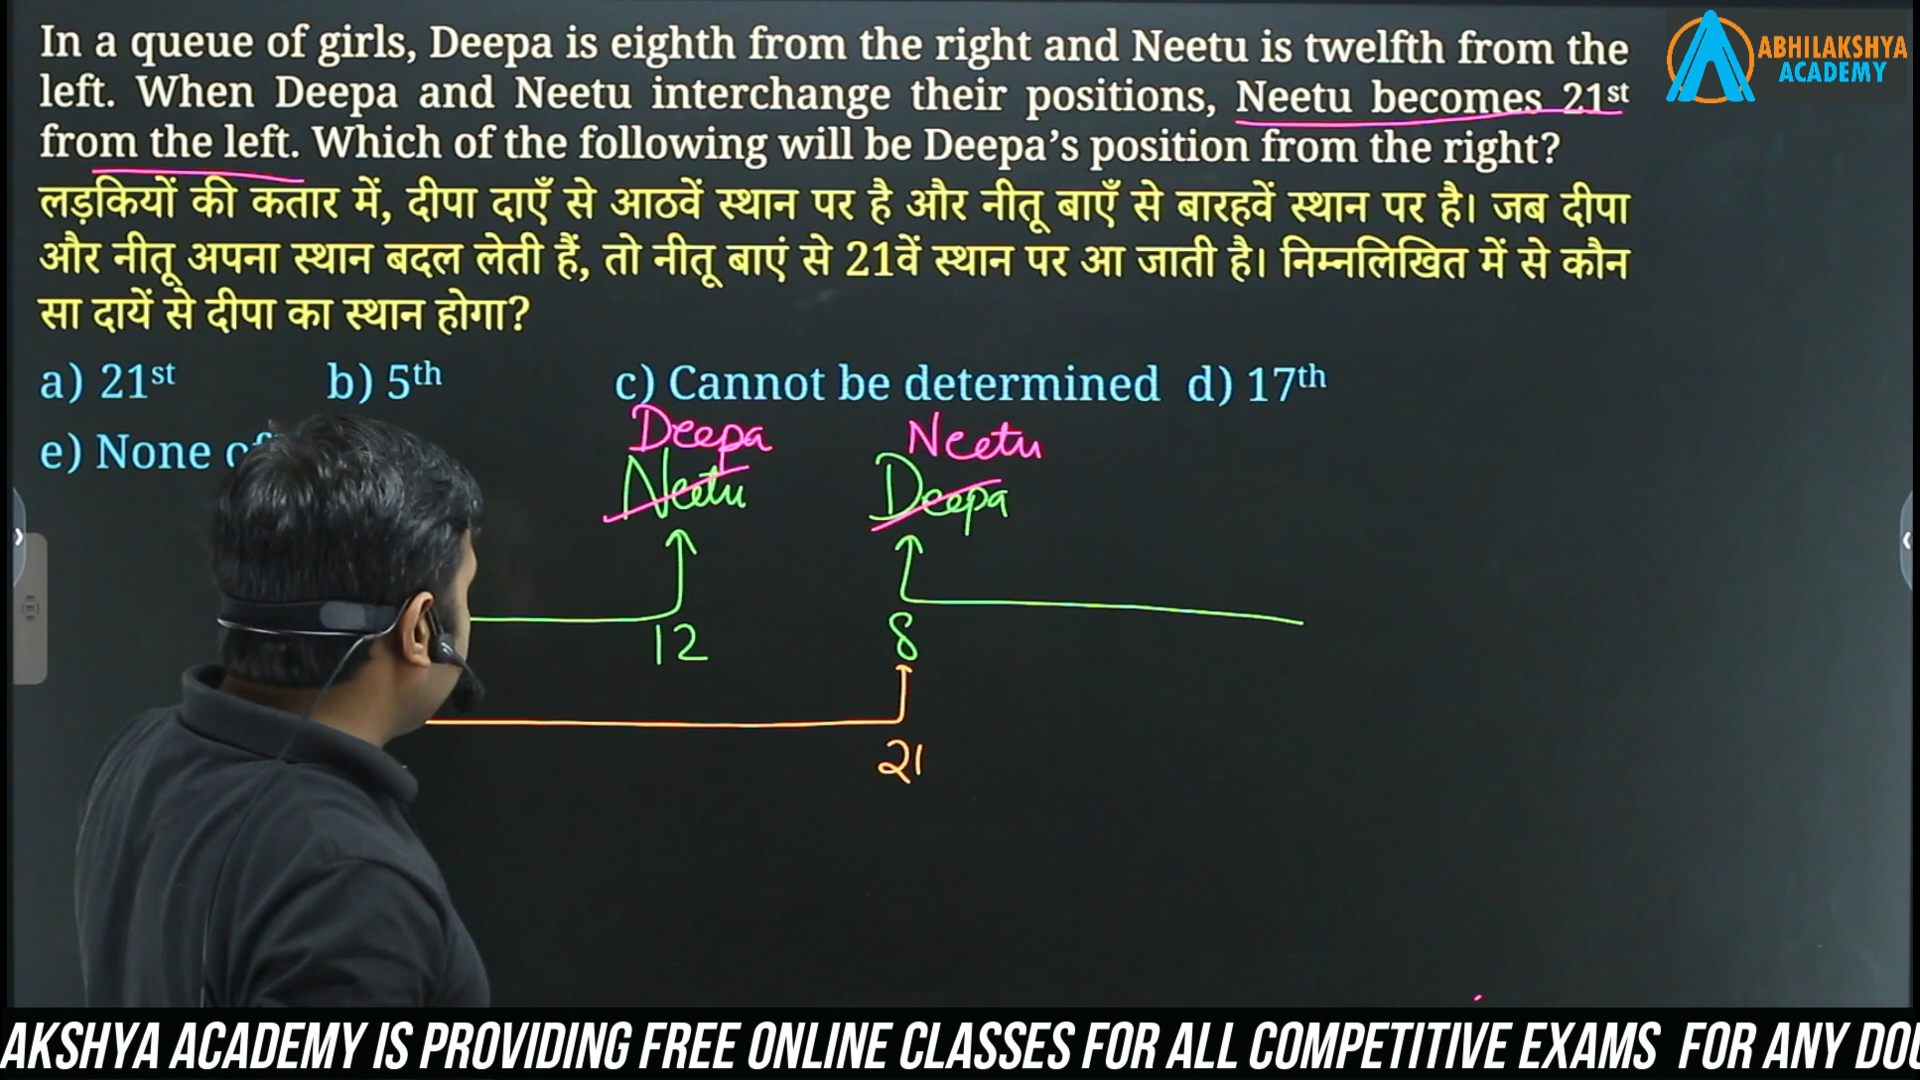 In a queue of girls, Deepa is eighth from the right and Neetu is twelfth from the
left. When Deepa and Neetu interchange their positions, Neetu becomes 21st
from the left. Which of the following will be Deepa's position from the right?
ABHILAKSHYA
ACADEMY
लड़कियों की कतार में, दीपा दाएँ से आठवें स्थान पर है और नीतू बाएँ से बारहवें स्थान पर है। जब दीपा
और नीतू अपना स्थान बदल लेती हैं, तो नीतू बाएं से 21वें स्थान पर आ जाती है। निम्नलिखित में से कौन
सा दायें से दीपा का स्थान होगा?
a) 21st b) 5th c) Cannot be determined d) 17th
e) None
Deepa Neetu
Neetu Deepa
12 8
21
AKSHYA ACADEMY IS PROVIDING FREE ONLINE CLASSES FOR ALL COMPETITIVE EXAMS FOR ANY